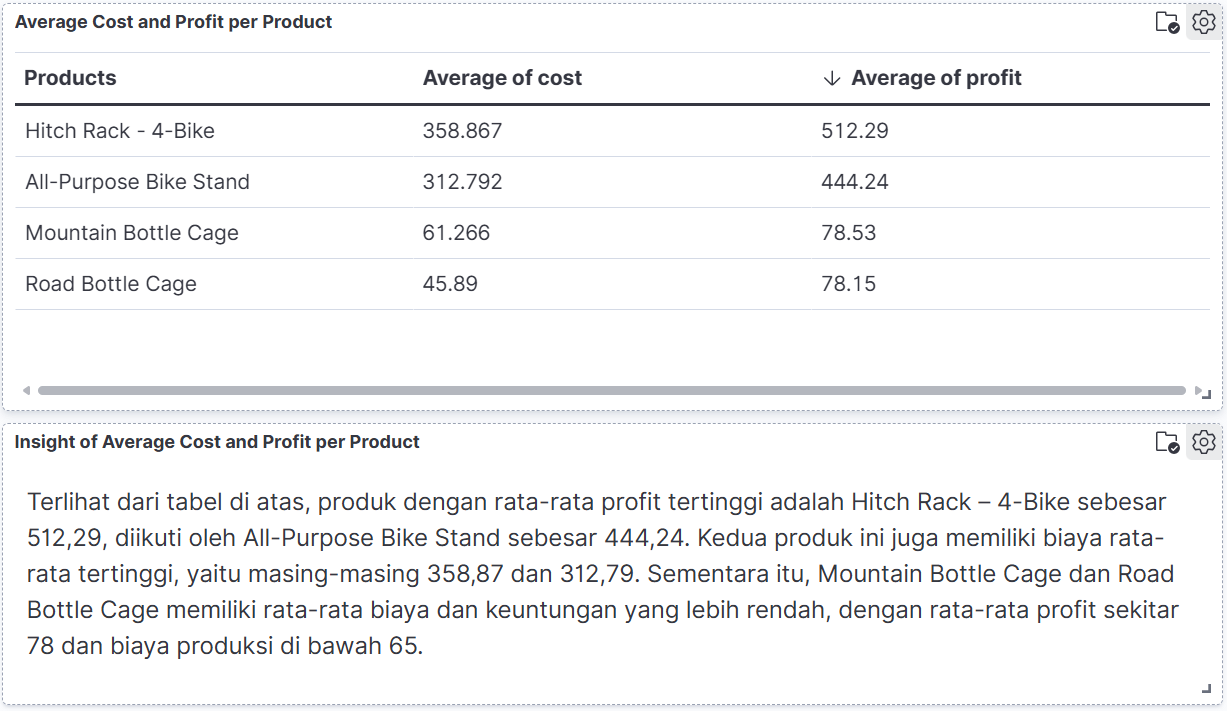 Average Cost and Profit per Product
Products Average of cost ↓ Average of profit
Hitch Rack - 4-Bike 358.867 512.29
All-Purpose Bike Stand 312.792 444.24
Mountain Bottle Cage 61.266 78.53
Road Bottle Cage 45.89 78.15
Insight of Average Cost and Profit per Product
Terlihat dari tabel di atas, produk dengan rata-rata profit tertinggi adalah Hitch Rack – 4-Bike sebesar
512,29, diikuti oleh All-Purpose Bike Stand sebesar 444,24. Kedua produk ini juga memiliki biaya rata-
rata tertinggi, yaitu masing-masing 358,87 dan 312,79. Sementara itu, Mountain Bottle Cage dan Road
Bottle Cage memiliki rata-rata biaya dan keuntungan yang lebih rendah, dengan rata-rata profit sekitar
78 dan biaya produksi di bawah 65.